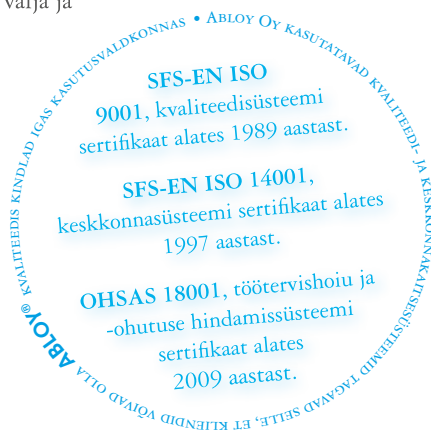 välja ja
SFS-EN ISO
9001, kvaliteedisüsteemi
sertifikaat alates 1989 aastast.
SFS-EN ISO 14001,
keskkonnasüsteemi sertifikaat alates
1997 aastast.
OHSAS 18001, töötervishoiu ja
-ohutuse hindamissüsteemi
sertifikaat alates
2009 aastast.
• Abloy Oy kasutatavad kvaliteedi- ja keskkonnakaitsesüsteemid tagavad selle, et kliendid võivad olla ABLOY® kvaliteedis kindlad igas kasutusvaldkonnas